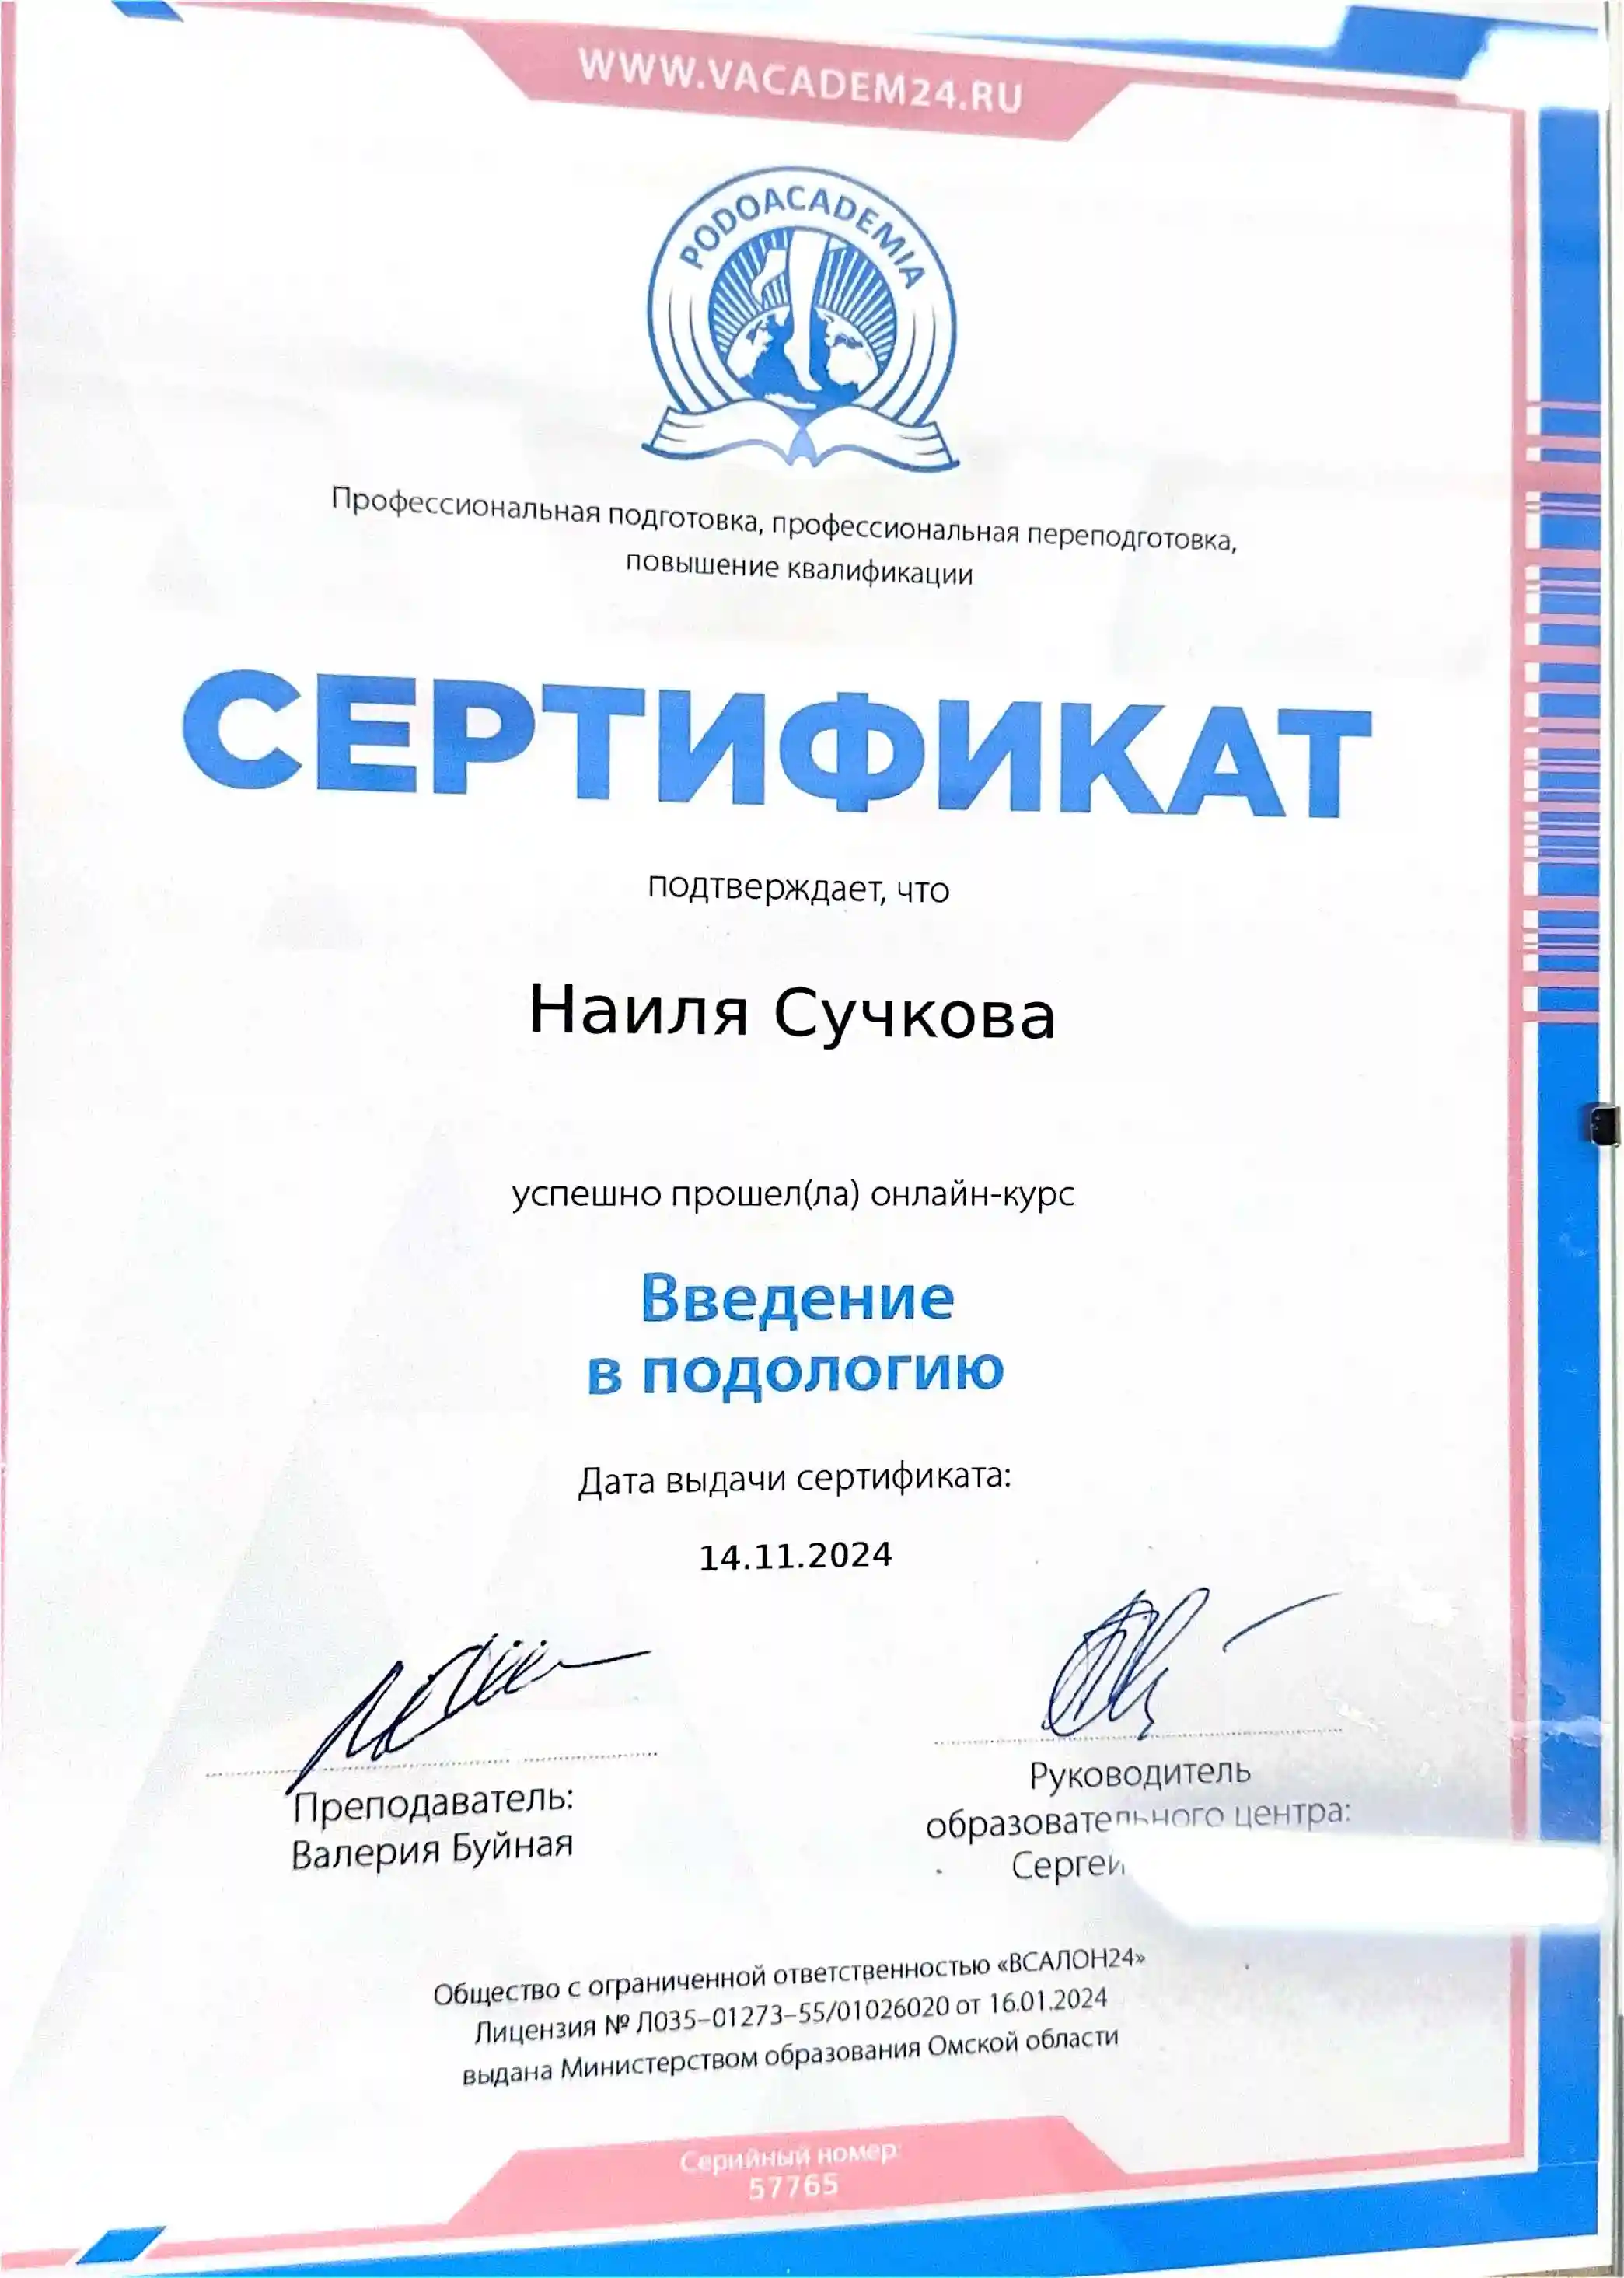 WWW.VACADEM24.RU
PODOACADEMIA
Профессиональная подготовка, профессиональная переподготовка,
повышение квалификации
СЕРТИФИКАТ
подтверждает, что
Наиля Сучкова
успешно прошел(ла) онлайн-курс
Введение
в подологию
Дата выдачи сертификата:
14.11.2024
Преподаватель:
Валерия Буйная
Руководитель
образовательного центра:
Сергей
Общество с ограниченной ответственностью «ВСАЛОН24»
Лицензия № Л035-01273-55/01026020 от 16.01.2024
выдана Министерством образования Омской области
Серийный номер:
57765